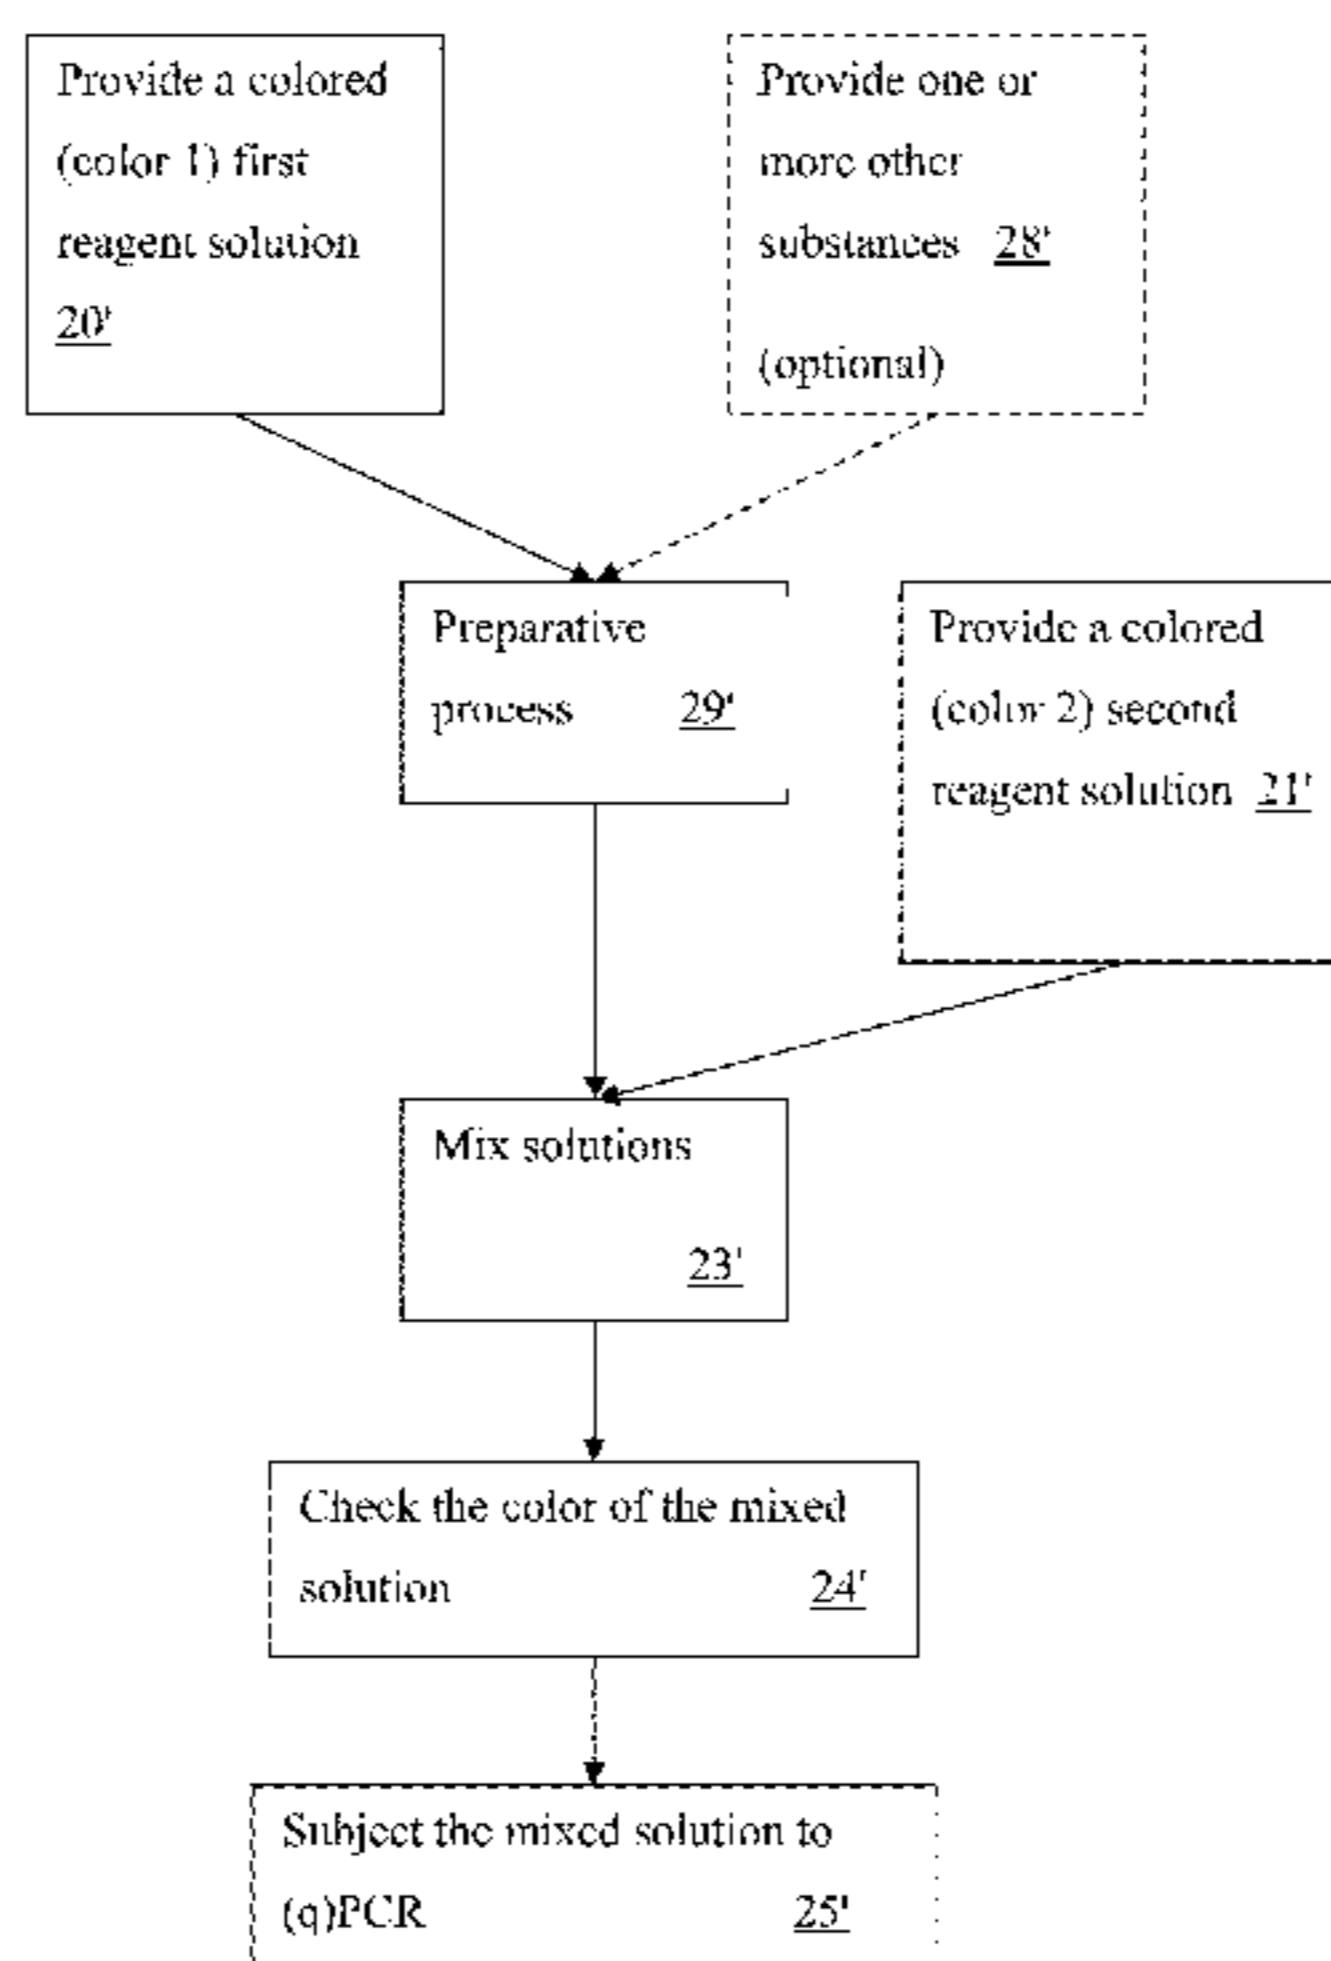 Provide a colored
(color 1) first
reagent solution
20'
Provide one or
more other
substances 28'
(optional)
Preparative
process 29'
Provide a colored
(color 2) second
reagent solution 21'
Mix solutions
23'
Check the color of the mixed
solution 24'
Subject the mixed solution to
(q)PCR 25'